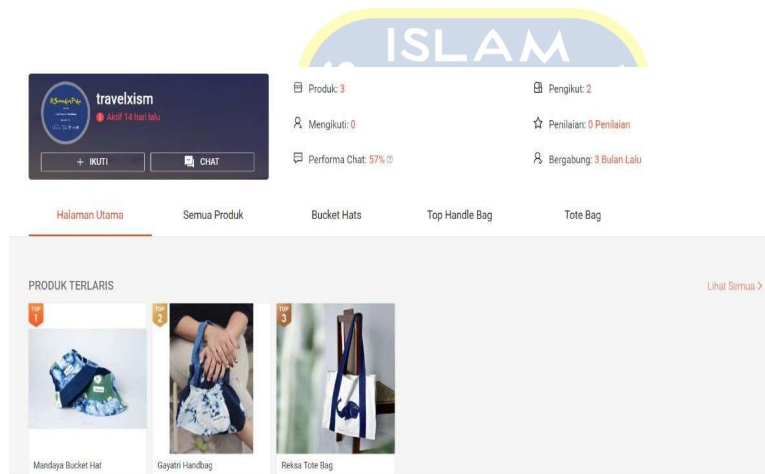 ISLAM
travelxism
Aktif 14 hari lalu
+ IKUTI
CHAT
Produk: 3
Mengikuti: 0
Performa Chat: 57%
Pengikut: 2
Penilaian: 0 Penilaian
Bergabung: 3 Bulan Lalu
Halaman Utama
Semua Produk
Bucket Hats
Top Handle Bag
Tote Bag
PRODUK TERLARIS
Lihat Semua >
TOP
1
TOP
2
TOP
3
Mandaya Bucket Hat
Gayatri Handbag
Reksa Tote Bag